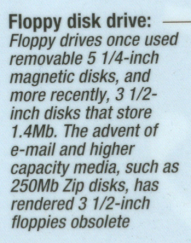 Floppy disk drive:
Floppy drives once used
removable 5 1/4-inch
magnetic disks, and
more recently, 3 1/2-
inch disks that store
1.4Mb. The advent of
e-mail and higher
capacity media, such as
250Mb Zip disks, has
rendered 3 1/2-inch
floppies obsolete